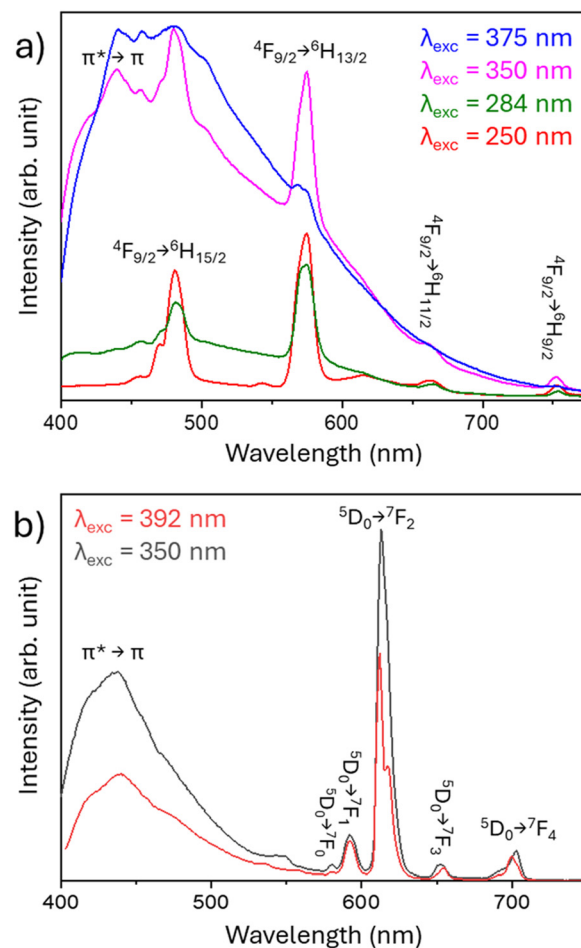 a)
π* → π
⁴F₉/₂→⁶H₁₃/₂
λexc = 375 nm
λexc = 350 nm
λexc = 284 nm
λexc = 250 nm
⁴F₉/₂→⁶H₁₅/₂
⁴F₉/₂→⁶H₁₁/₂
⁴F₉/₂→⁶H₉/₂
Intensity (arb. unit)
400 500 600 700
Wavelength (nm)
b)
λexc = 392 nm
λexc = 350 nm
⁵D₀→⁷F₂
π* → π
⁵D₀→⁷F₀
⁵D₀→⁷F₁
⁵D₀→⁷F₃
⁵D₀→⁷F₄
Intensity (arb. unit)
400 500 600 700
Wavelength (nm)